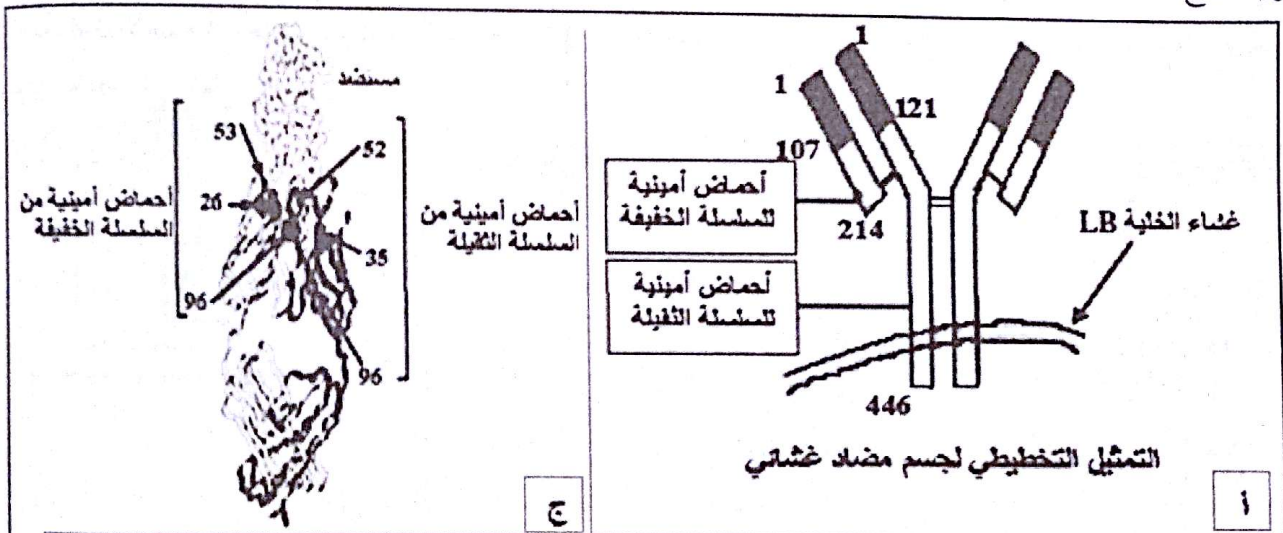 1
1
121
107
أحماض أمينية
للسلسلة الخفيفة
214
غشاء الخلية LB
أحماض أمينية
للسلسلة الثقيلة
446
التمثيل التخطيطي لجسم مضاد غشائي
أ
مستضد
53
52
أحماض أمينية من
السلسلة الخفيفة
26
أحماض أمينية من
السلسلة الثقيلة
35
96
96
ج